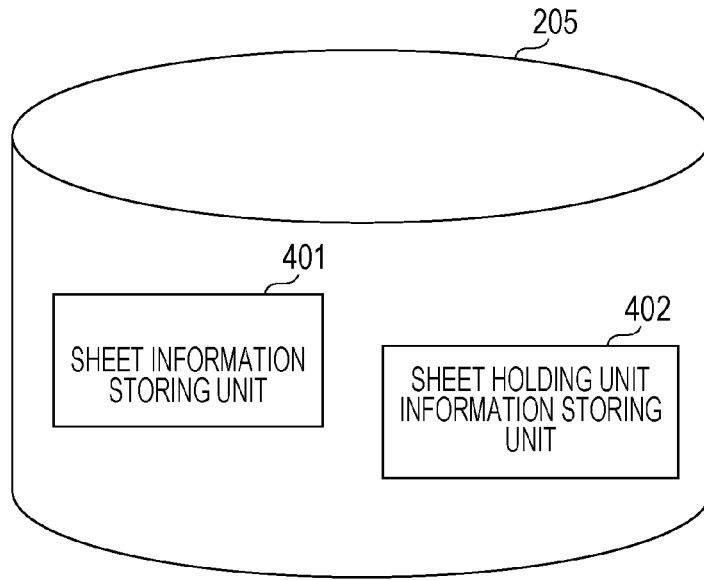 205
401
SHEET INFORMATION
STORING UNIT
402
SHEET HOLDING UNIT
INFORMATION STORING
UNIT